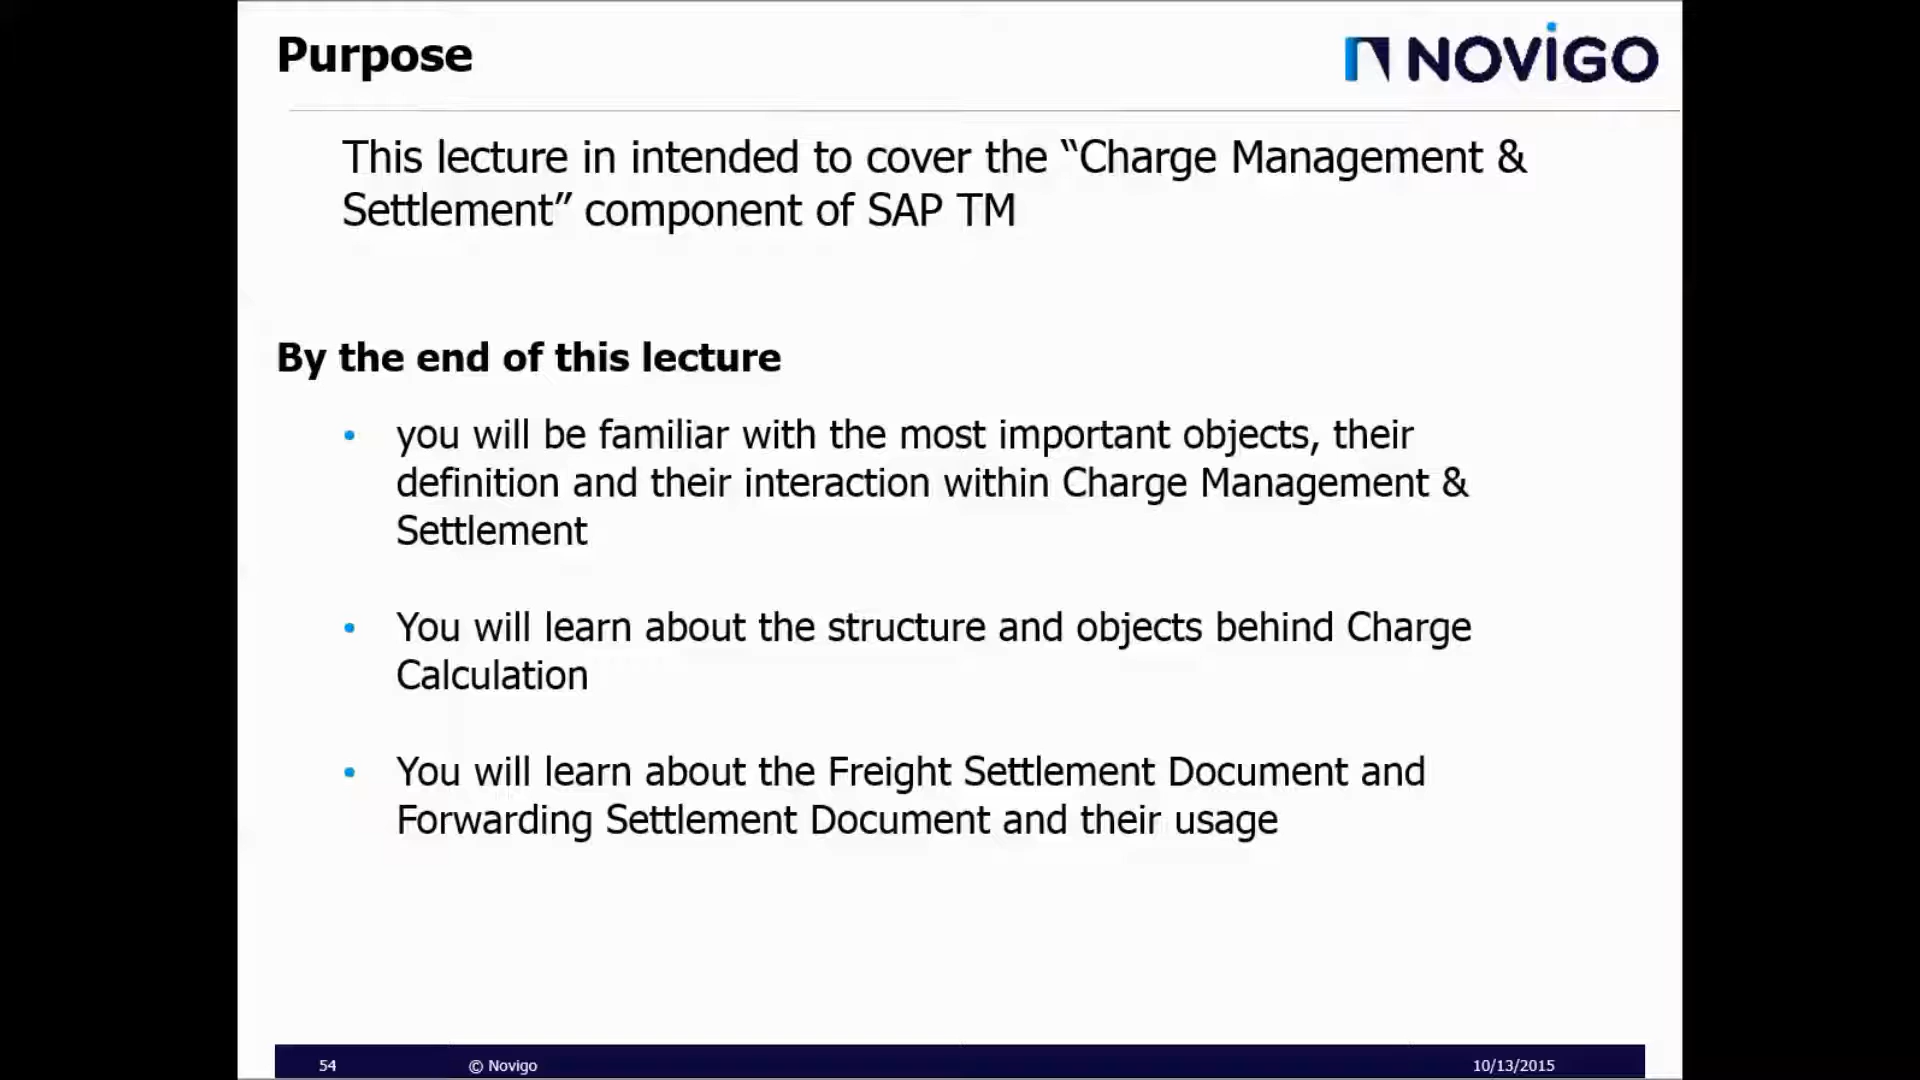 Purpose
NOVIGO
This lecture in intended to cover the “Charge Management &
Settlement” component of SAP TM
By the end of this lecture
• you will be familiar with the most important objects, their
definition and their interaction within Charge Management &
Settlement
• You will learn about the structure and objects behind Charge
Calculation
• You will learn about the Freight Settlement Document and
Forwarding Settlement Document and their usage
54 © Novigo 10/13/2015